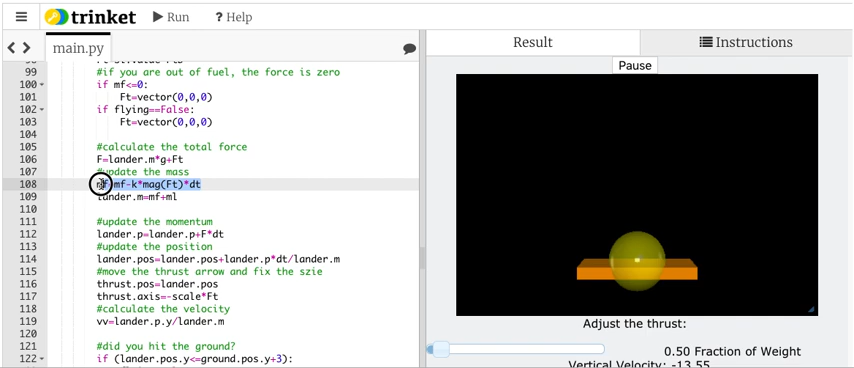 trinket
Run
? Help
main.py
99 #if you are out of fuel, the force is zero
100 if mf<=0:
101 Ft=vector(0,0,0)
102 if flying==False:
103 Ft=vector(0,0,0)
104
105 #calculate the total force
106 F=lander.m*g+Ft
107 #update the mass
108 mf=mf-k*mag(Ft)*dt
109 lander.m=mf+ml
110
111 #update the momentum
112 lander.p=lander.p+F*dt
113 #update the position
114 lander.pos=lander.pos+lander.p*dt/lander.m
115 #move the thrust arrow and fix the szie
116 thrust.pos=lander.pos
117 thrust.axis=-scale*Ft
118 #calculate the velocity
119 vv=lander.p.y/lander.m
120
121 #did you hit the ground?
122 if (lander.pos.y<=ground.pos.y+3):
Result
Instructions
Pause
Adjust the thrust:
0.50 Fraction of Weight
Vertical Velocity: -13.55